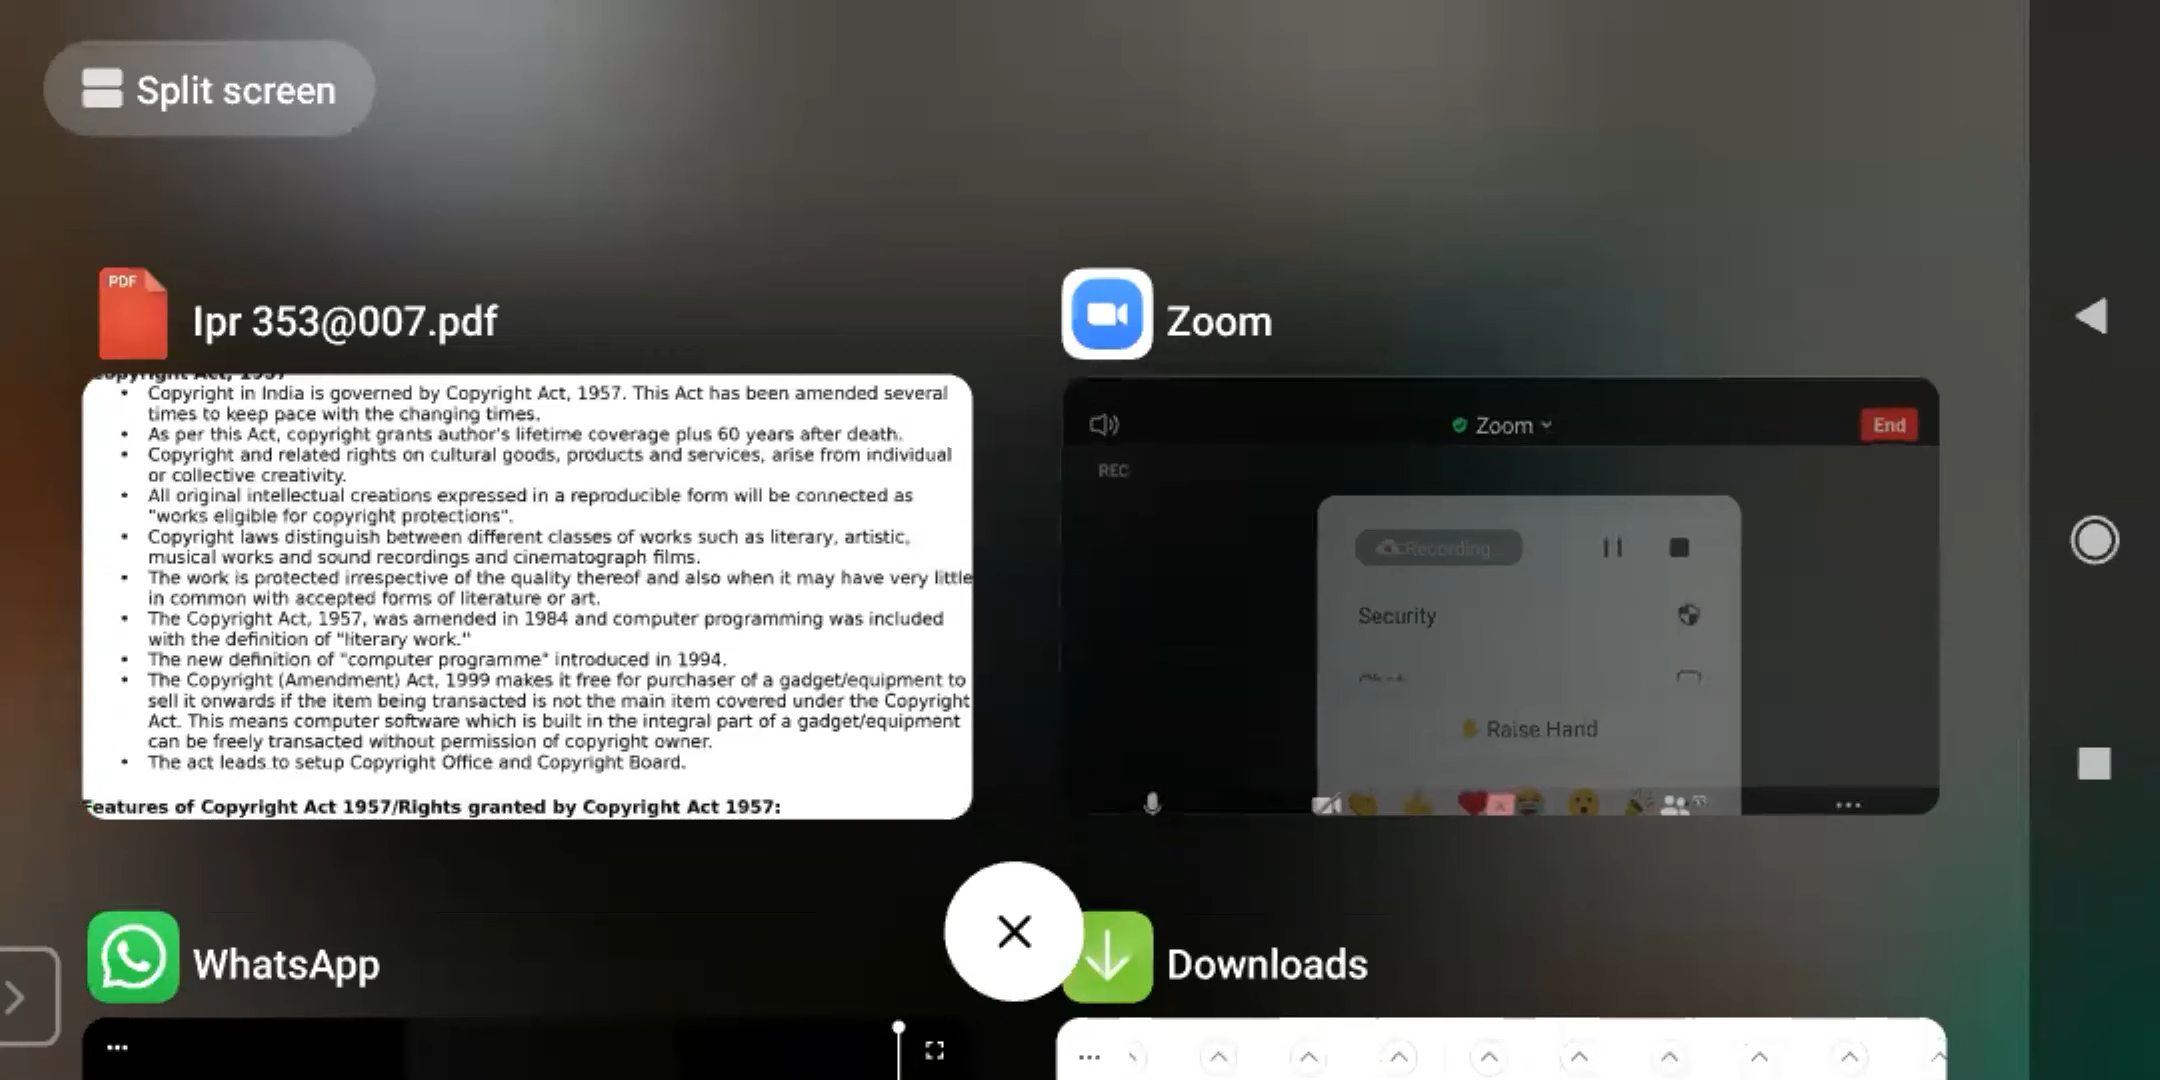 Split screen
PDF
Ipr 353@007.pdf
Zoom
Copyright Act, 1957
• Copyright in India is governed by Copyright Act, 1957. This Act has been amended several
times to keep pace with the changing times.
• As per this Act, copyright grants author's lifetime coverage plus 60 years after death.
• Copyright and related rights on cultural goods, products and services, arise from individual
or collective creativity.
• All original intellectual creations expressed in a reproducible form will be connected as
"works eligible for copyright protections".
• Copyright laws distinguish between different classes of works such as literary, artistic,
musical works and sound recordings and cinematograph films.
• The work is protected irrespective of the quality thereof and also when it may have very little
in common with accepted forms of literature or art.
• The Copyright Act, 1957, was amended in 1984 and computer programming was included
with the definition of "literary work."
• The new definition of "computer programme" introduced in 1994.
• The Copyright (Amendment) Act, 1999 makes it free for purchaser of a gadget/equipment to
sell it onwards if the item being transacted is not the main item covered under the Copyright
Act. This means computer software which is built in the integral part of a gadget/equipment
can be freely transacted without permission of copyright owner.
• The act leads to setup Copyright Office and Copyright Board.
Features of Copyright Act 1957/Rights granted by Copyright Act 1957:
Zoom
End
REC
Recording...
Security
Raise Hand
WhatsApp
Downloads